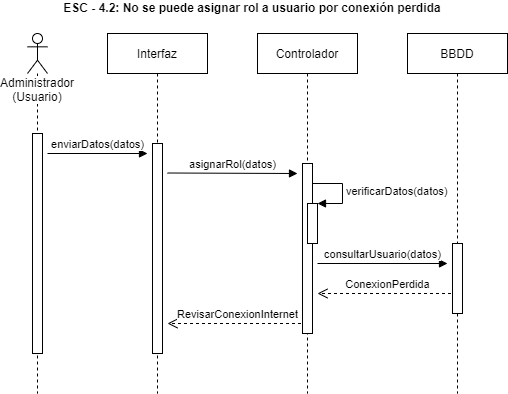 ESC - 4.2: No se puede asignar rol a usuario por conexión perdida
Administrador
(Usuario)
Interfaz
Controlador
BBDD
enviarDatos(datos)
asignarRol(datos)
verificarDatos(datos)
consultarUsuario(datos)
ConexionPerdida
RevisarConexionInternet